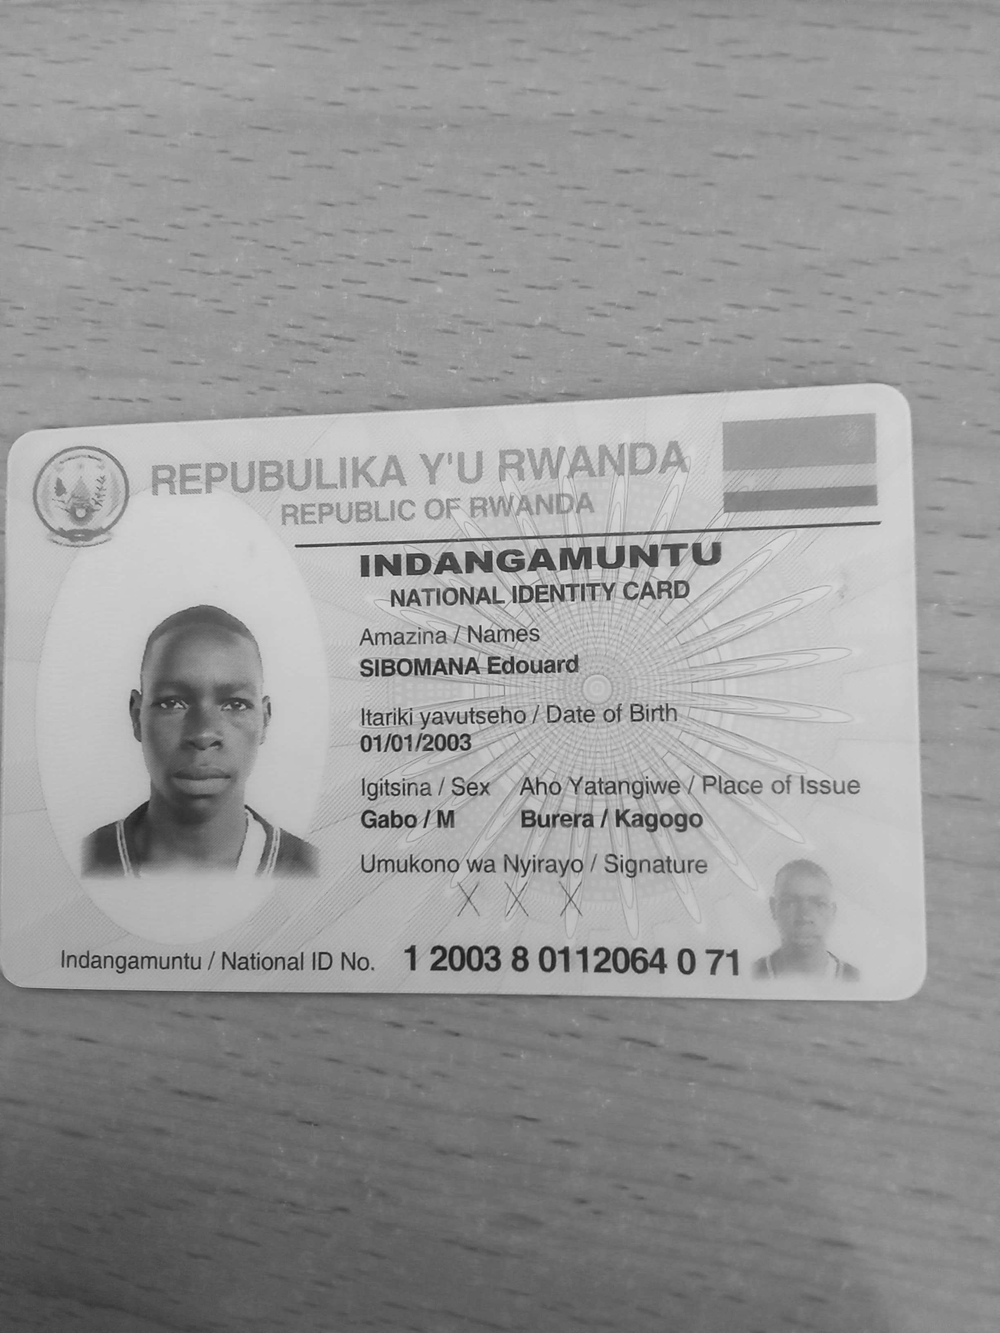 REPUBULIKA Y'U RWANDA
REPUBLIC OF RWANDA
INDANGAMUNTU
NATIONAL IDENTITY CARD
Amazina / Names
SIBOMANA Edouard
Itariki yavutseho / Date of Birth
01/01/2003
Igitsina / Sex Aho Yatangiwe / Place of Issue
Gabo / M Burera / Kagogo
Umukono wa Nyirayo / Signature
X X X
Indangamuntu / National ID No. 1 2003 8 0112064 0 71